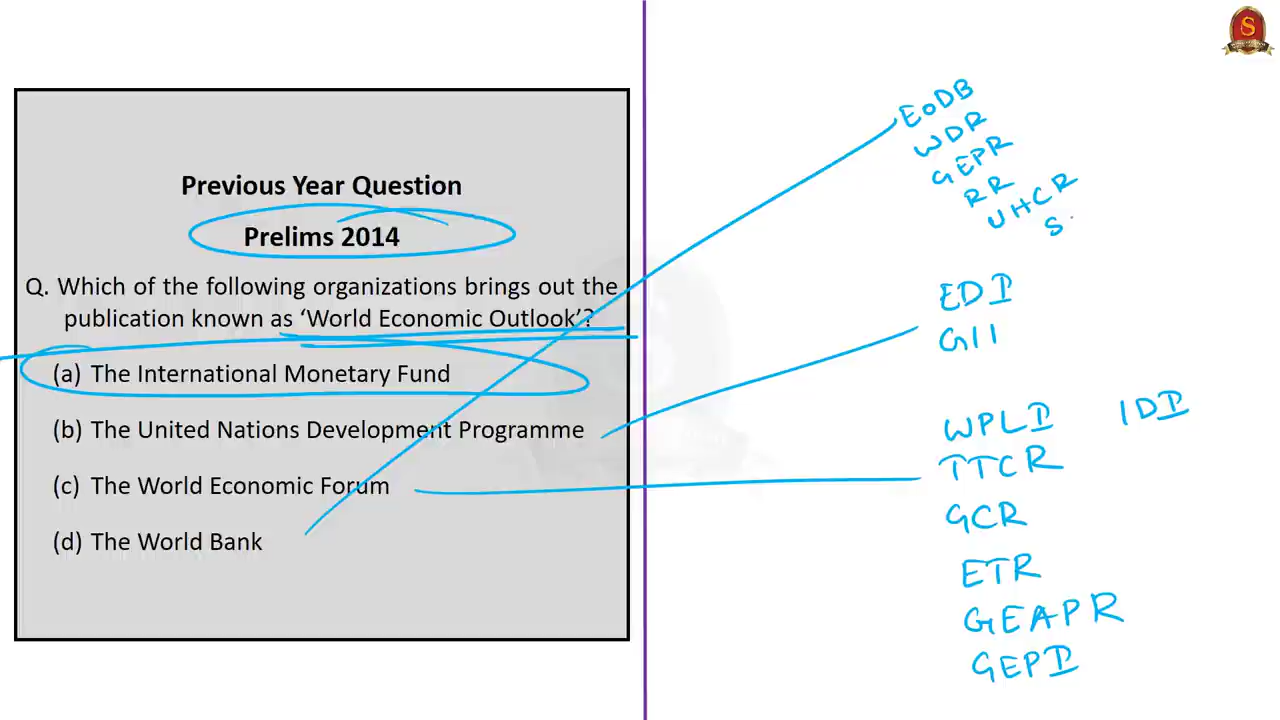 Previous Year Question
Prelims 2014
Q. Which of the following organizations brings out the
publication known as ‘World Economic Outlook’?
(a) The International Monetary Fund
(b) The United Nations Development Programme
(c) The World Economic Forum
(d) The World Bank
EoDB
WDR
GEPR
RR
UHCR
S
EDI
GII
WPLI IDI
TTCR
GCR
ETR
GEAPR
GEPI